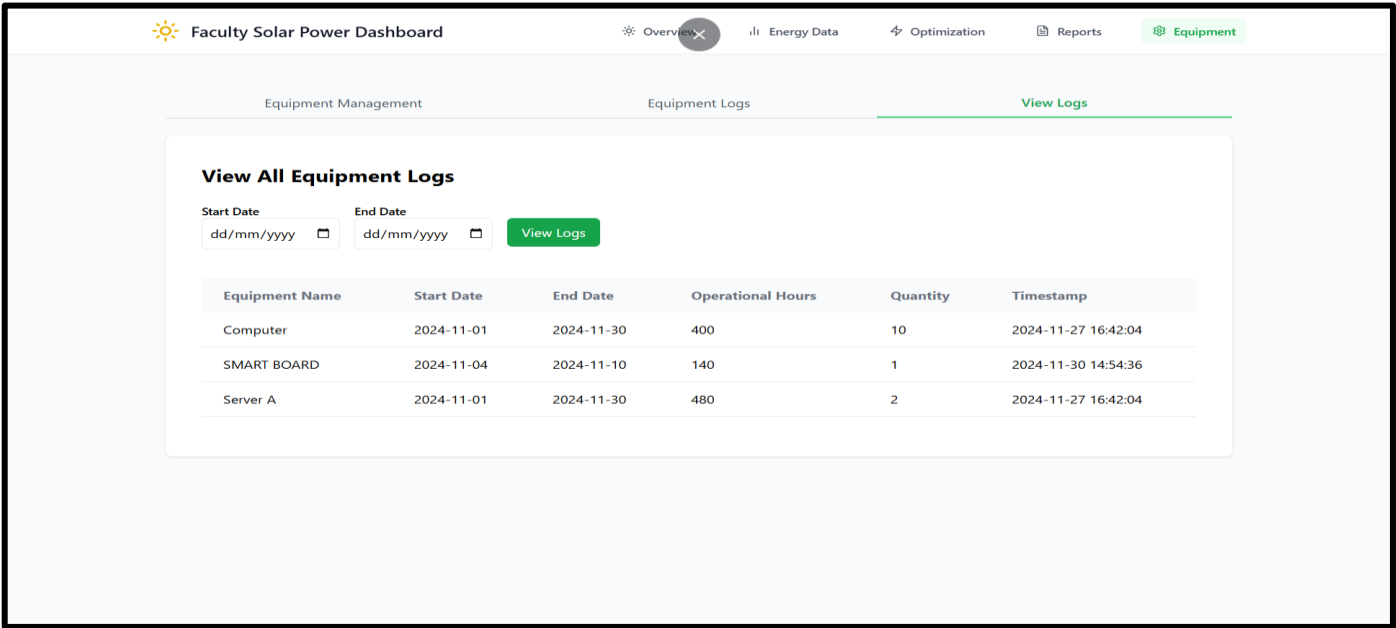 Faculty Solar Power Dashboard Overview Energy Data Optimization Reports Equipment
Equipment Management Equipment Logs View Logs
View All Equipment Logs
Start Date End Date
dd/mm/yyyy dd/mm/yyyy View Logs
Equipment Name Start Date End Date Operational Hours Quantity Timestamp
Computer 2024-11-01 2024-11-30 400 10 2024-11-27 16:42:04
SMART BOARD 2024-11-04 2024-11-10 140 1 2024-11-30 14:54:36
Server A 2024-11-01 2024-11-30 480 2 2024-11-27 16:42:04